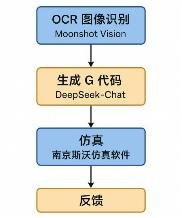 OCR 图像识别
Moonshot Vision
生成 G 代码
DeepSeek-Chat
仿真
南京斯沃仿真软件
反馈